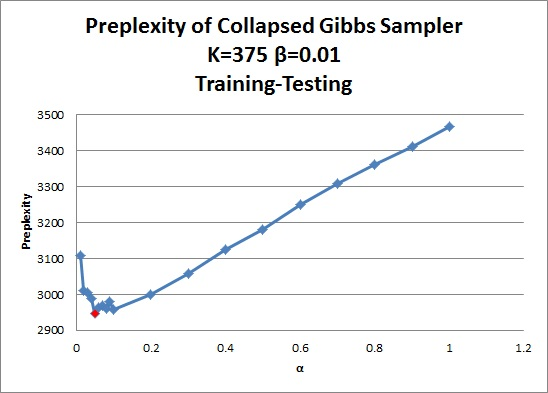 Preplexity of Collapsed Gibbs Sampler
K=375 β=0.01
Training-Testing
3500
3400
3300
3200
3100
3000
2900
Preplexity
0
0.2
0.4
0.6
0.8
1
1.2
α